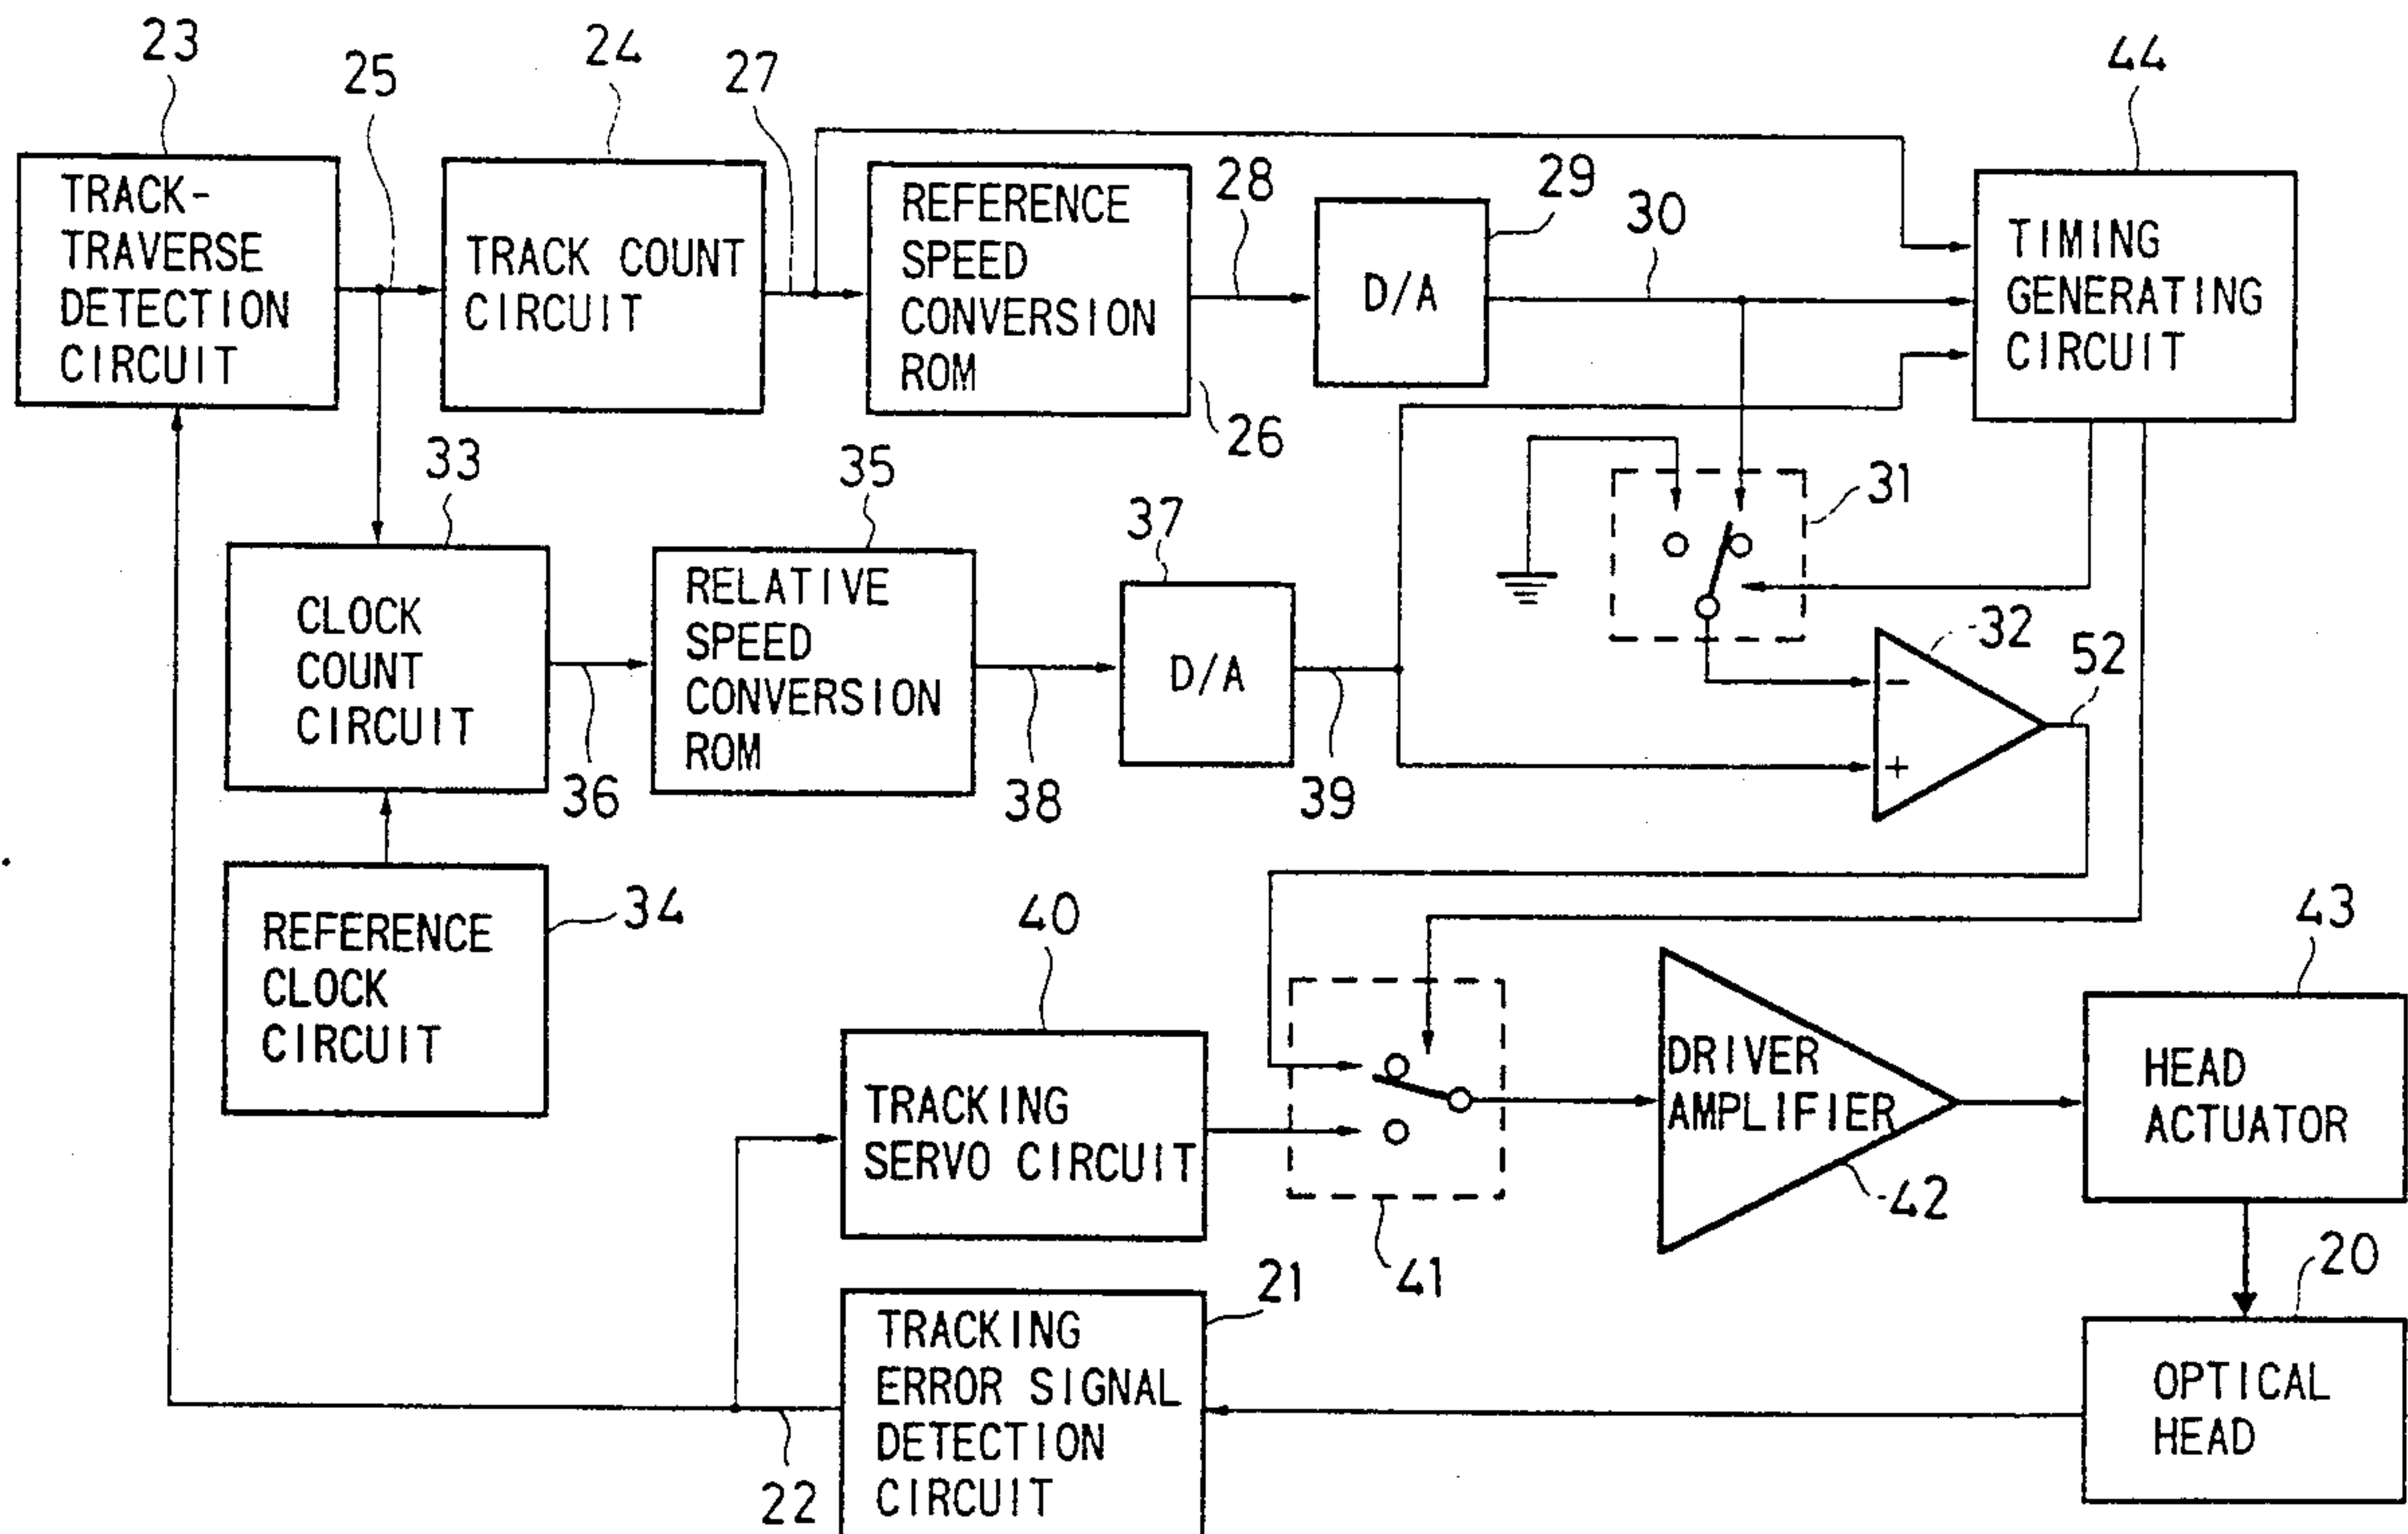 23
25
24
27
44
TRACK-
TRAVERSE
DETECTION
CIRCUIT
TRACK COUNT
CIRCUIT
REFERENCE
SPEED
CONVERSION
ROM
26
28
D/A
29
30
TIMING
GENERATING
CIRCUIT
33
35
37
31
CLOCK
COUNT
CIRCUIT
36
RELATIVE
SPEED
CONVERSION
ROM
38
D/A
39
32
52
-
+
REFERENCE
CLOCK
CIRCUIT
34
40
43
TRACKING
SERVO CIRCUIT
41
DRIVER
AMPLIFIER
42
HEAD
ACTUATOR
21
20
TRACKING
ERROR SIGNAL
DETECTION
CIRCUIT
22
OPTICAL
HEAD